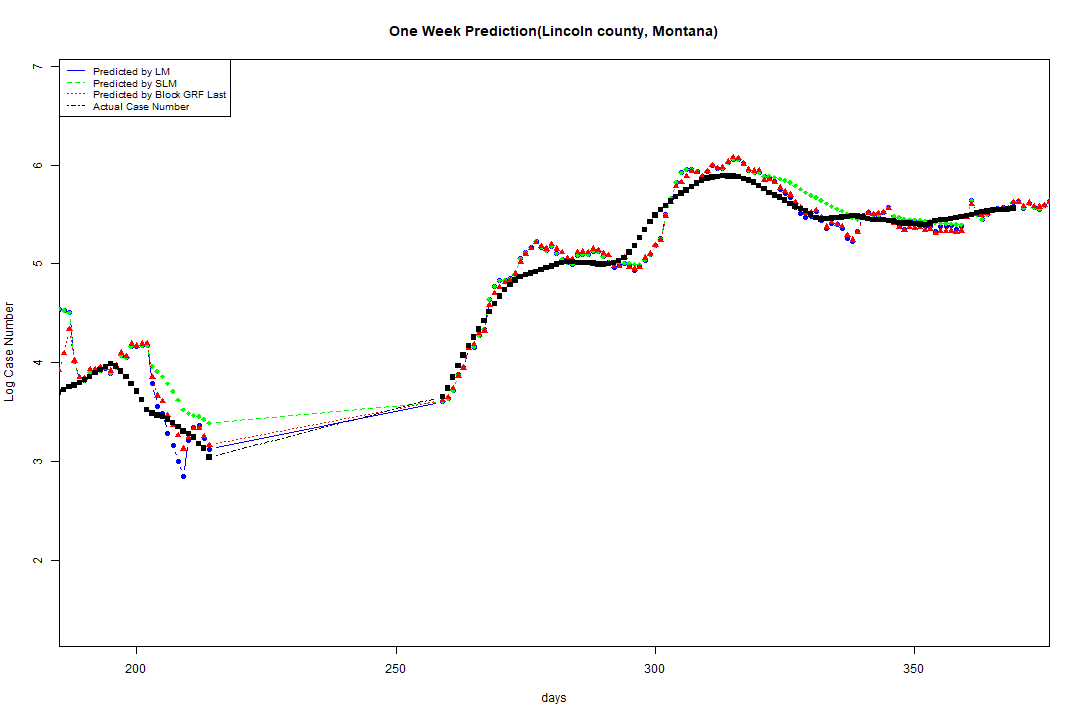 One Week Prediction(Lincoln county, Montana)
Predicted by LM
Predicted by SLM
Predicted by Block GRF Last
Actual Case Number
7
6
5
4
3
2
Log Case Number
200 250 300 350
days